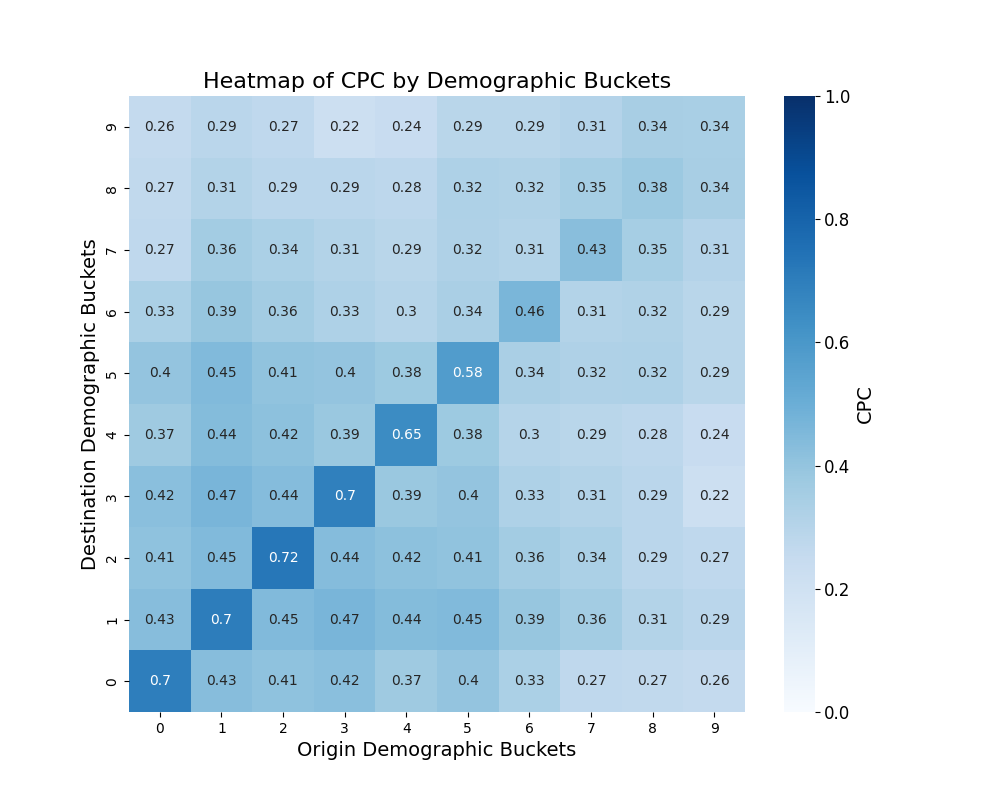 Heatmap of CPC by Demographic Buckets
9 0.26 0.29 0.27 0.22 0.24 0.29 0.29 0.31 0.34 0.34
8 0.27 0.31 0.29 0.29 0.28 0.32 0.32 0.35 0.38 0.34
7 0.27 0.36 0.34 0.31 0.29 0.32 0.31 0.43 0.35 0.31
6 0.33 0.39 0.36 0.33 0.3 0.34 0.46 0.31 0.32 0.29
5 0.4 0.45 0.41 0.4 0.38 0.58 0.34 0.32 0.32 0.29
4 0.37 0.44 0.42 0.39 0.65 0.38 0.3 0.29 0.28 0.24
3 0.42 0.47 0.44 0.7 0.39 0.4 0.33 0.31 0.29 0.22
2 0.41 0.45 0.72 0.44 0.42 0.41 0.36 0.34 0.29 0.27
1 0.43 0.7 0.45 0.47 0.44 0.45 0.39 0.36 0.31 0.29
0 0.7 0.43 0.41 0.42 0.37 0.4 0.33 0.27 0.27 0.26
0 1 2 3 4 5 6 7 8 9
Origin Demographic Buckets
Destination Demographic Buckets
1.0
0.8
0.6
0.4
0.2
0.0
CPC